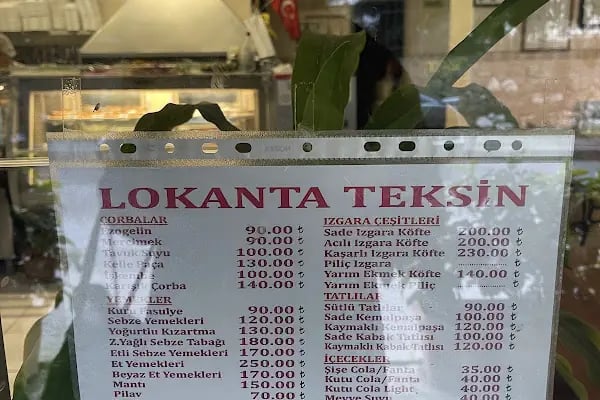 LOKANTA TEKSİN
ÇORBALAR
Ezogelin 90.00 ₺
Mercimek 90.00 ₺
Tavuk Suyu 100.00 ₺
Kelle Paça 130.00 ₺
İşkembe 100.00 ₺
Karışık Çorba 140.00 ₺
YEMEKLER
Kuru Fasulye 90.00 ₺
Sebze Yemekleri 120.00 ₺
Yoğurtlu Kızartma 130.00 ₺
Z.Yağlı Sebze Tabağı 180.00 ₺
Etli Sebze Yemekleri 170.00 ₺
Et Yemekleri 250.00 ₺
Beyaz Et Yemekleri 170.00 ₺
Mantı 150.00 ₺
Pilav 70.00 ₺
IZGARA ÇEŞİTLERİ
Sade Izgara Köfte 200.00 ₺
Acılı Izgara Köfte 200.00 ₺
Kaşarlı Izgara Köfte 230.00 ₺
Piliç Izgara ............... ₺
Yarım Ekmek Köfte 140.00 ₺
Yarım Ekmek Piliç ............... ₺
TATLILAR
Sütlü Tatlılar 90.00 ₺
Sade Kemalpaşa 100.00 ₺
Kaymaklı Kemalpaşa 120.00 ₺
Sade Kabak Tatlısı 100.00 ₺
Kaymaklı Kabak Tatlısı 120.00 ₺
İÇECEKLER
Şişe Cola/Fanta 35.00 ₺
Kutu Cola/Fanta 40.00 ₺
Kutu Cola Light 40.00 ₺
Meyve Suyu 40.00 ₺